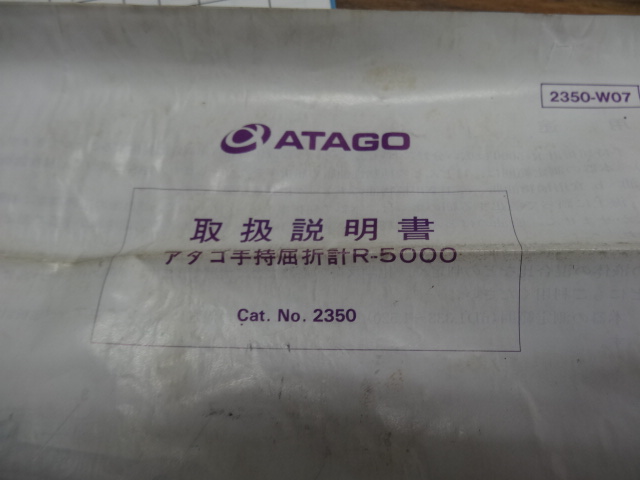 2350-W07
ATAGO
取扱説明書
アタゴ手持屈折計R-5000
Cat. No. 2350